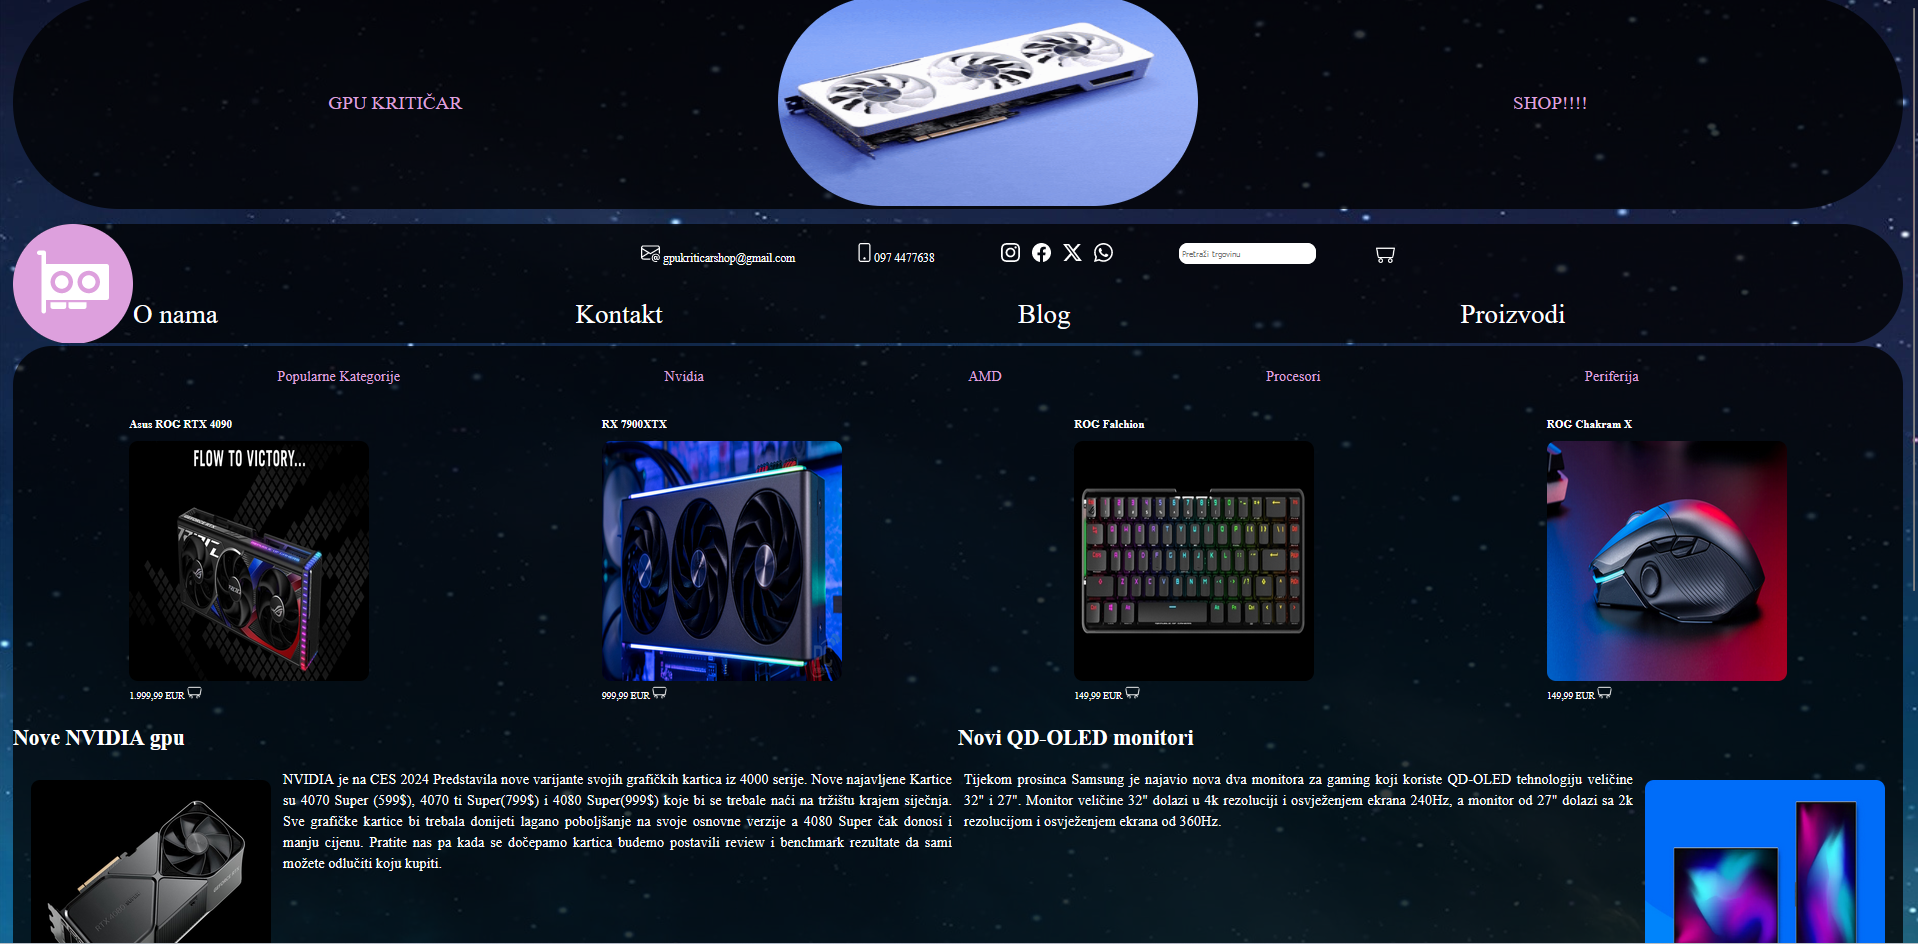 GPU KRITIČAR
SHOP!!!!
gpukriticarshop@gmail.com
097 4477638
Pretraži trgovinu
O nama
Kontakt
Blog
Proizvodi
Popularne Kategorije
Nvidia
AMD
Procesori
Periferija
Asus ROG RTX 4090
RX 7900XTX
ROG Falchion
ROG Chakram X
FLOW TO VICTORY...
1.999,99 EUR
999,99 EUR
149,99 EUR
149,99 EUR
Nove NVIDIA gpu
NVIDIA je na CES 2024 Predstavila nove varijante svojih grafičkih kartica iz 4000 serije. Nove najavljene Kartice
su 4070 Super (599$), 4070 ti Super(799$) i 4080 Super(999$) koje bi se trebale naći na tržištu krajem siječnja.
Sve grafičke kartice bi trebala donijeti lagano poboljšanje na svoje osnovne verzije a 4080 Super čak donosi i
manju cijenu. Pratite nas pa kada se dočepamo kartica budemo postavili review i benchmark rezultate da sami
možete odlučiti koju kupiti.
Novi QD-OLED monitori
Tijekom prosinca Samsung je najavio nova dva monitora za gaming koji koriste QD-OLED tehnologiju veličine
32" i 27". Monitor veličine 32" dolazi u 4k rezoluciji i osvježenjem ekrana 240Hz, a monitor od 27" dolazi sa 2k
rezolucijom i osvježenjem ekrana od 360Hz.